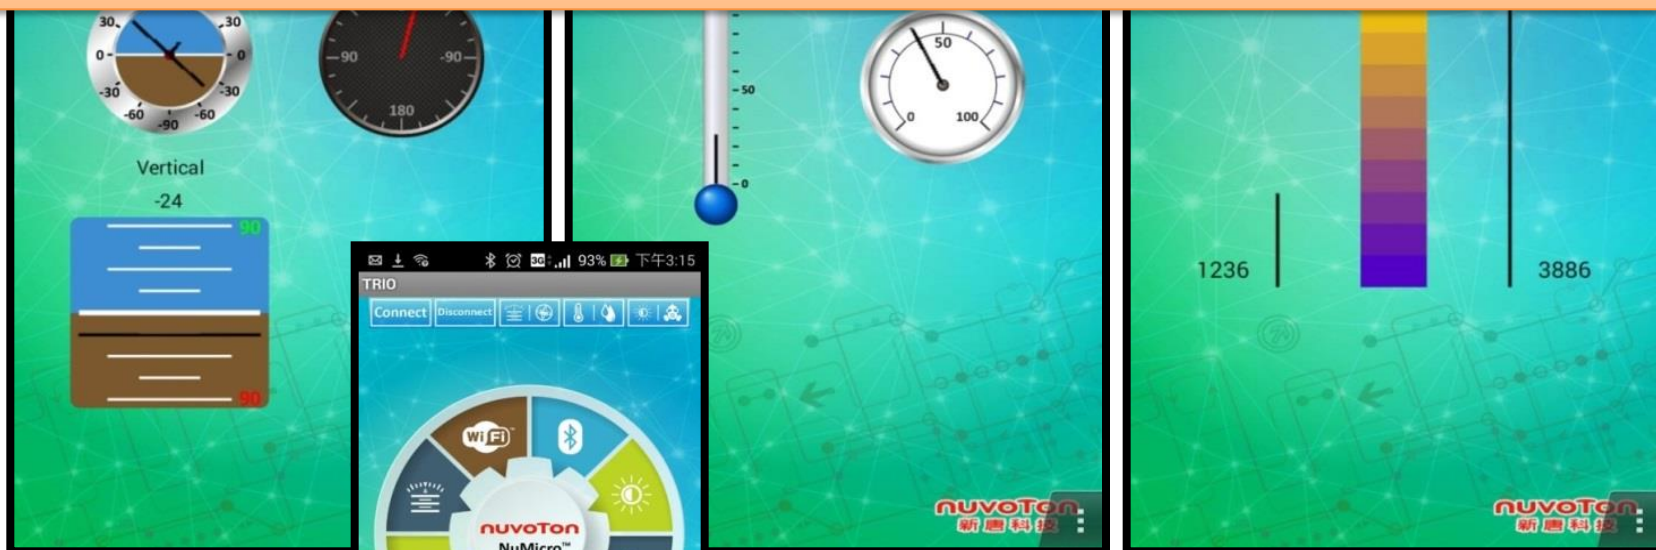 30 30
0 0
-30 -30
-60 -60
-90
-90 -90
180
Vertical
-24
90
90
50
0
50
0 100
1236
3886
3G 93% 下午3:15
TRIO
Connect Disconnect
WiFi
nuvoTon
NuMicro™
nuvoTon
新唐科技
nuvoTon
新唐科技